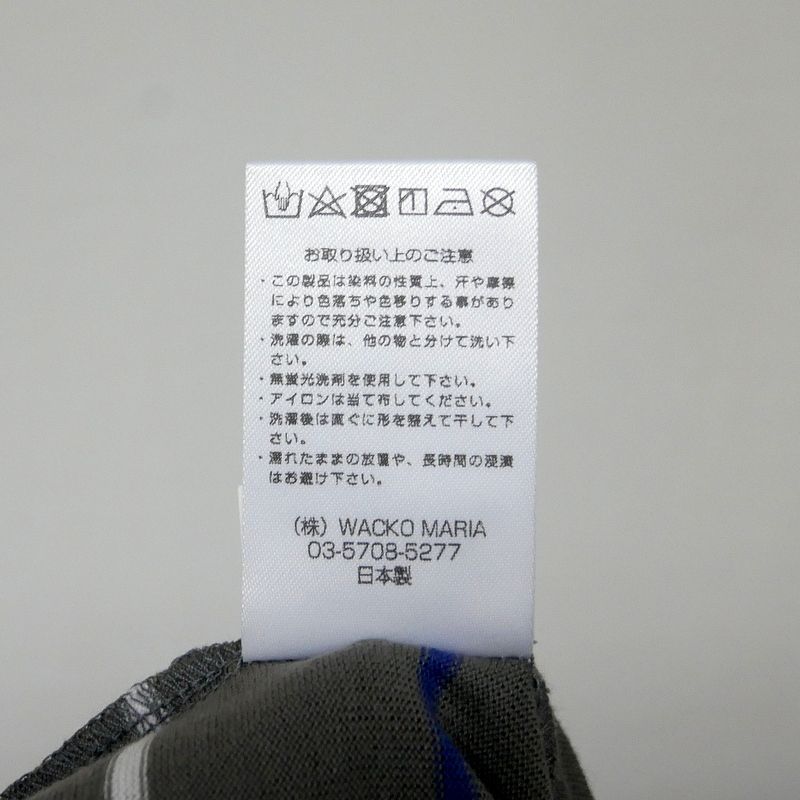 お取り扱い上のご注意
・この製品は染料の性質上、汗や摩擦
により色落ちや色移りする事があり
ますので充分ご注意下さい。
・洗濯の際は、他の物と分けて洗い下
さい。
・無蛍光洗剤を使用して下さい。
・アイロンは当て布してください。
・洗濯後は直ぐに形を整えて干して下
さい。
・濡れたままの放置や、長時間の浸漬
はお避け下さい。
(株) WACKO MARIA
03-5708-5277
日本製